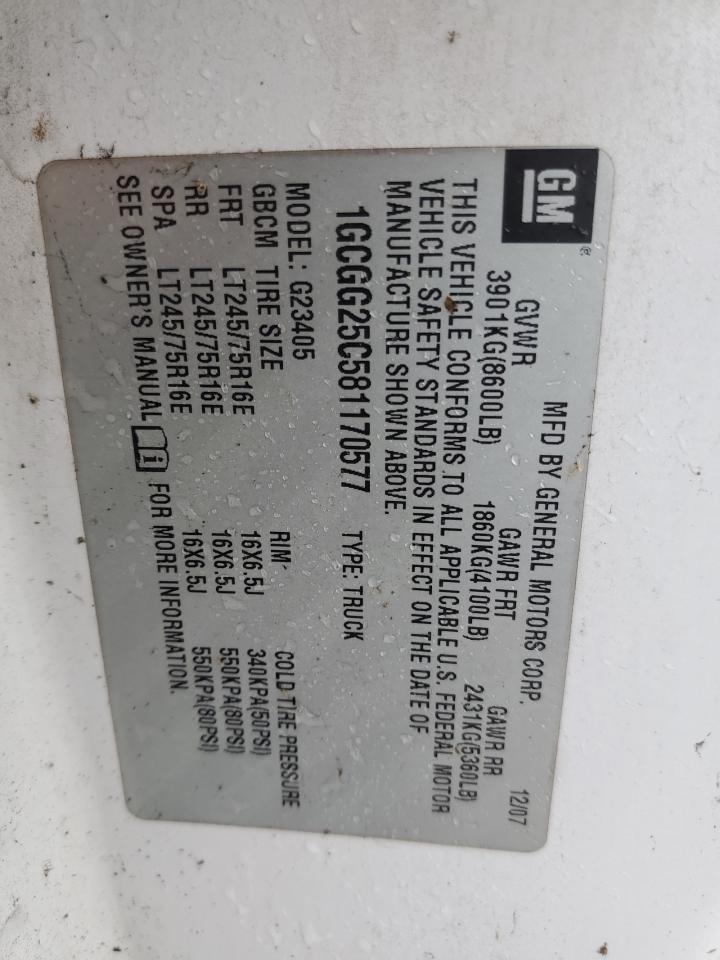 GM®
MFD BY GENERAL MOTORS CORP. 12/07
GVWR GAWR FRT GAWR RR
3901KG(8600LB) 1860KG(4100LB) 2431KG(5360LB)
THIS VEHICLE CONFORMS TO ALL APPLICABLE U.S. FEDERAL MOTOR
VEHICLE SAFETY STANDARDS IN EFFECT ON THE DATE OF
MANUFACTURE SHOWN ABOVE.
1GCGG25C581170577 TYPE: TRUCK
MODEL: G23405
GBCM TIRE SIZE RIM COLD TIRE PRESSURE
FRT LT245/75R16E 16X6.5J 340KPA(50PSI)
RR LT245/75R16E 16X6.5J 550KPA(80PSI)
SPA LT245/75R16E 16X6.5J 550KPA(80PSI)
SEE OWNER'S MANUAL i FOR MORE INFORMATION.